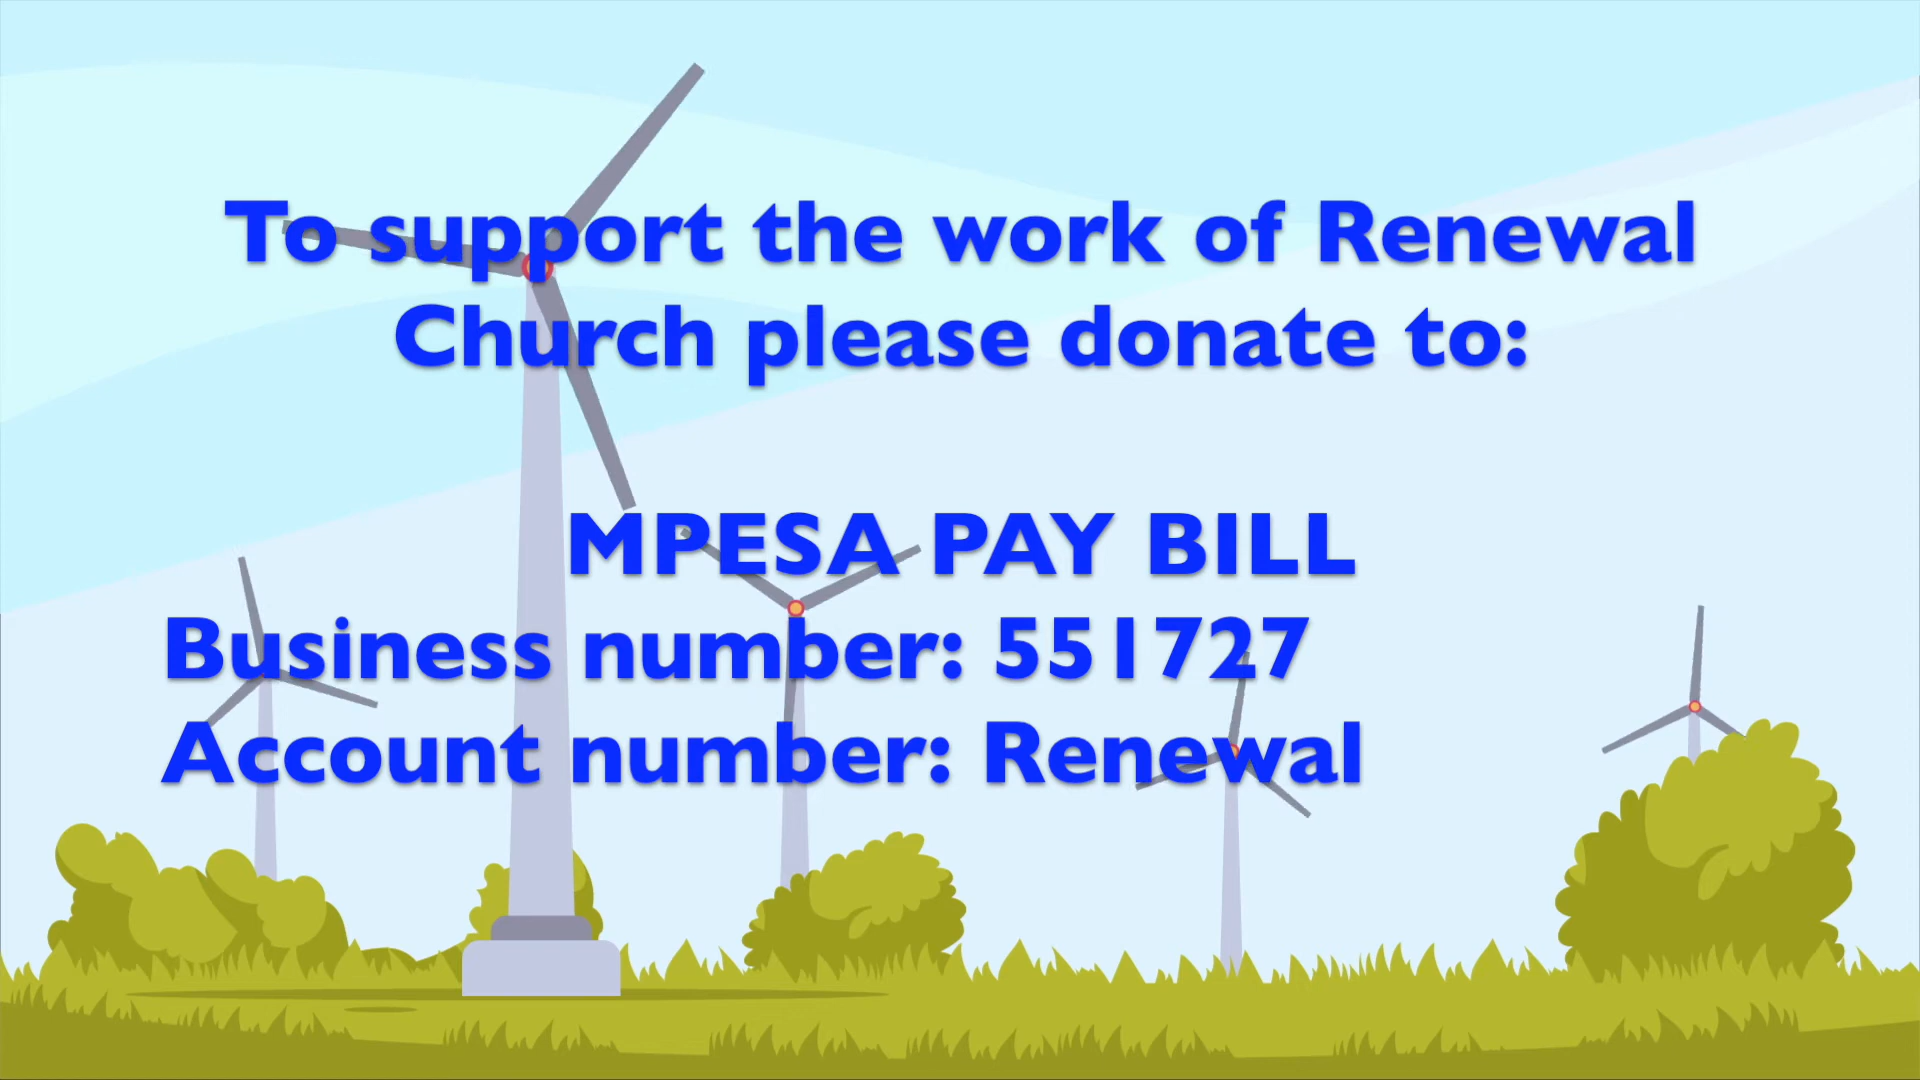 To support the work of Renewal
Church please donate to:
MPESA PAY BILL
Business number: 551727
Account number: Renewal